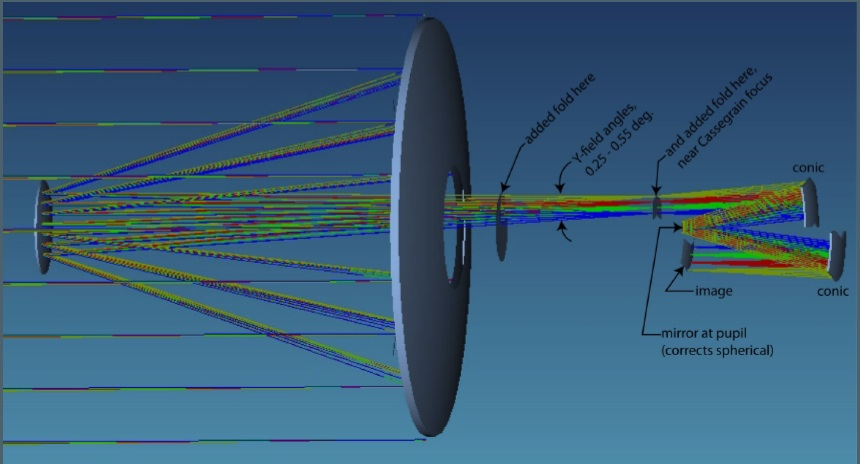 added fold here
Y-field angles,
0.25 - 0.55 deg.
and added fold here,
near Cassegrain focus
conic
image
conic
mirror at pupil
(corrects spherical)